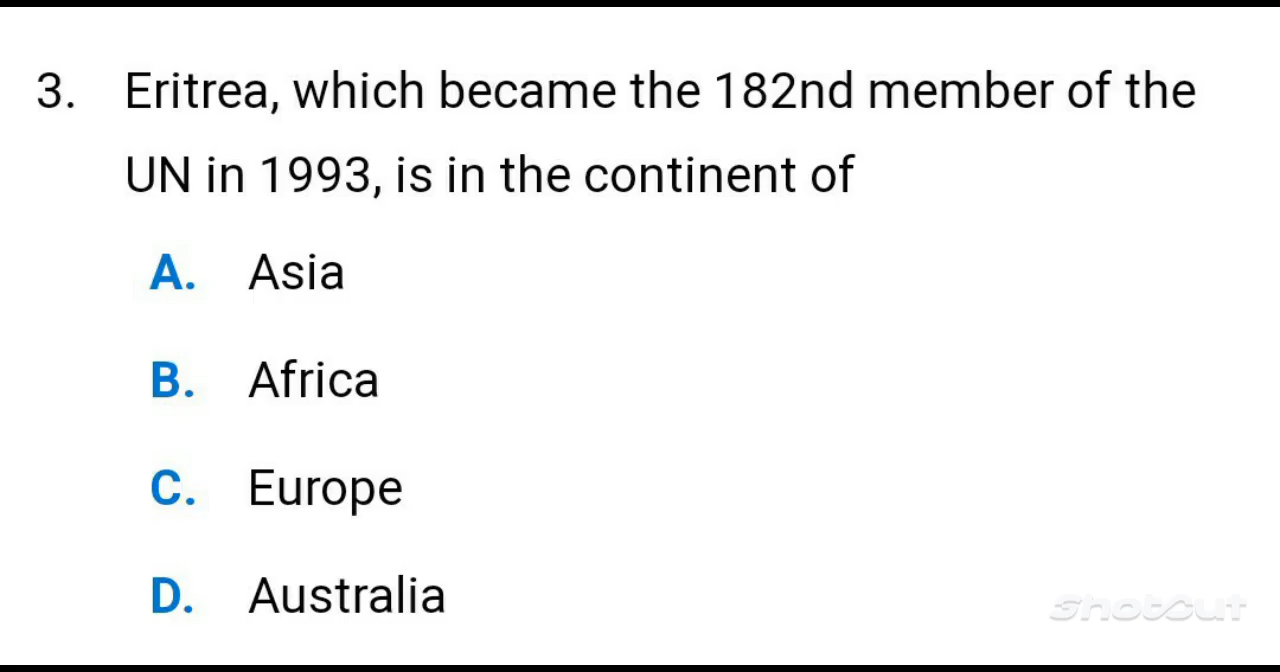 3. Eritrea, which became the 182nd member of the
UN in 1993, is in the continent of
A. Asia
B. Africa
C. Europe
D. Australia
ShotCut